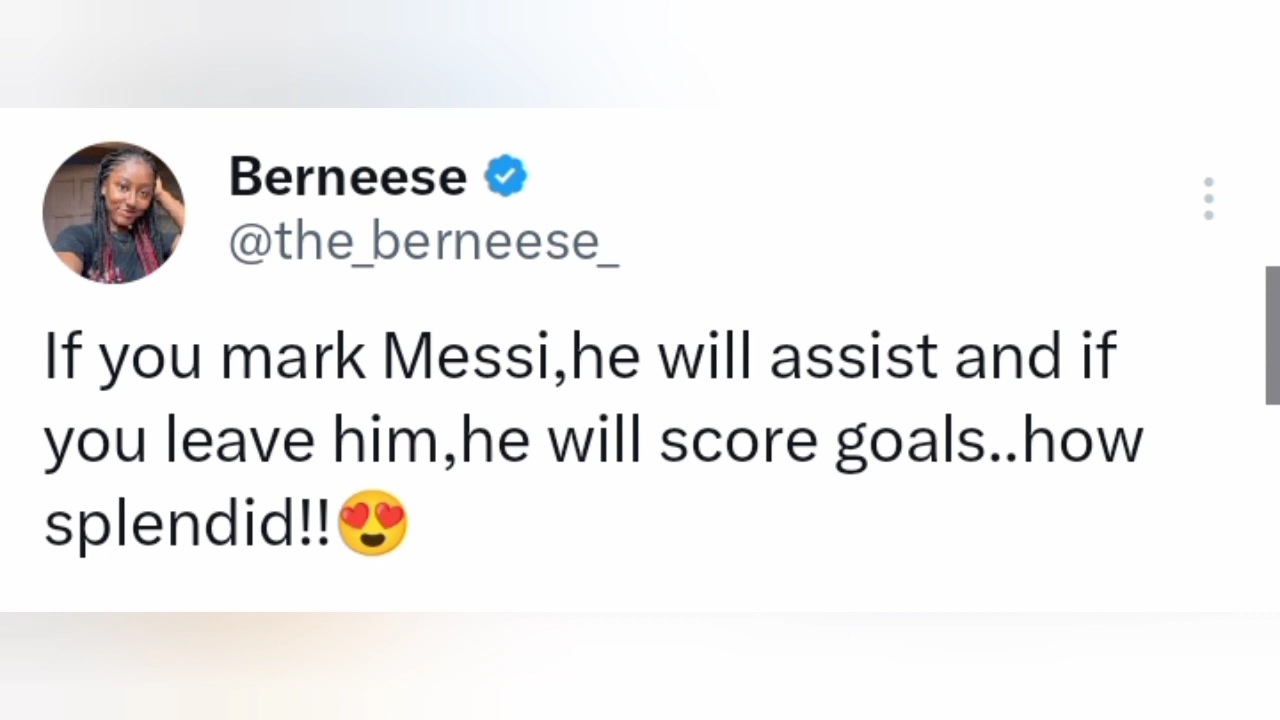 Berneese
@the_berneese_
If you mark Messi,he will assist and if
you leave him,he will score goals..how
splendid!!😍